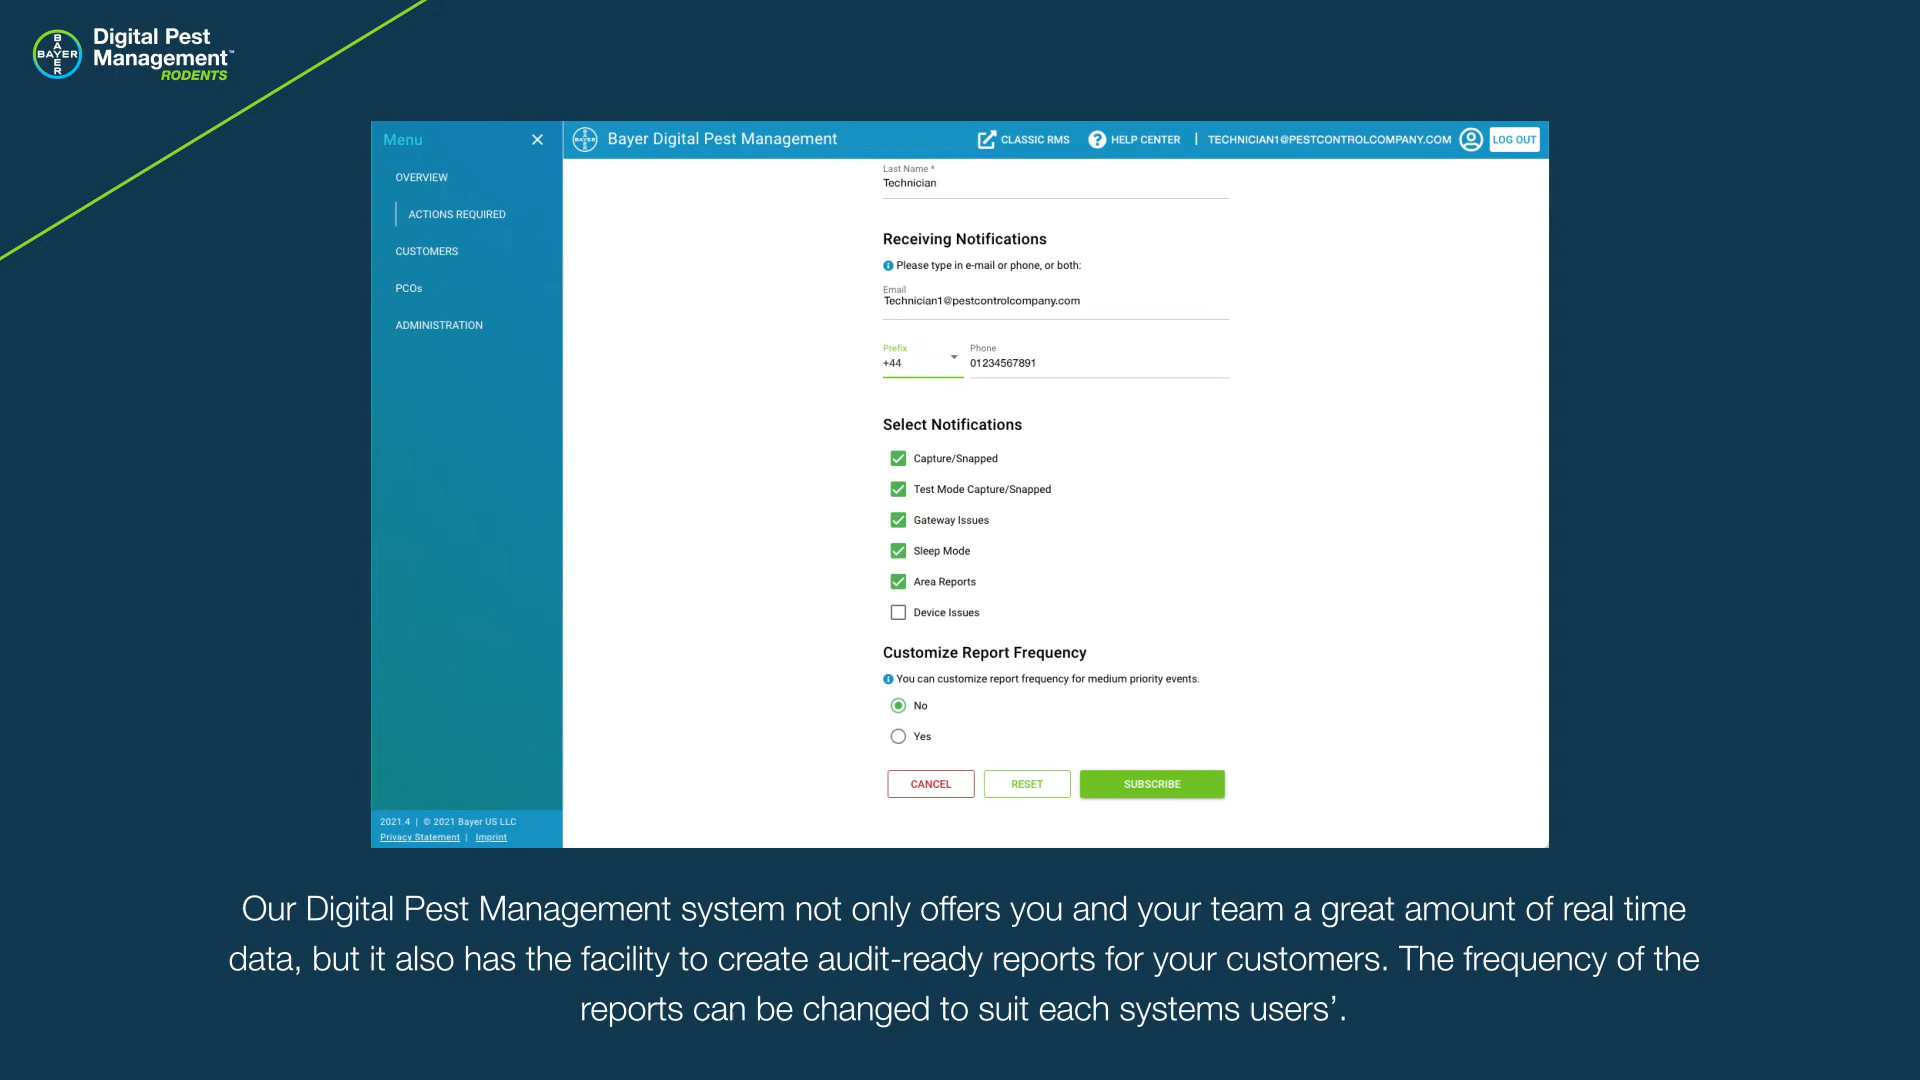 BAYER
BAYER
Digital Pest
Management™
RODENTS
Menu
BAYER
BAYER
Bayer Digital Pest Management
CLASSIC RMS
HELP CENTER
|
TECHNICIAN1@PESTCONTROLCOMPANY.COM
LOG OUT
OVERVIEW
ACTIONS REQUIRED
CUSTOMERS
PCOs
ADMINISTRATION
Last Name *
Technician
Receiving Notifications
Please type in e-mail or phone, or both:
Email
Technician1@pestcontrolcompany.com
Prefix
+44
Phone
01234567891
Select Notifications
Capture/Snapped
Test Mode Capture/Snapped
Gateway Issues
Sleep Mode
Area Reports
Device Issues
Customize Report Frequency
You can customize report frequency for medium priority events.
No
Yes
CANCEL
RESET
SUBSCRIBE
2021.4 | © 2021 Bayer US LLC
Privacy Statement | Imprint
Our Digital Pest Management system not only offers you and your team a great amount of real time
data, but it also has the facility to create audit-ready reports for your customers. The frequency of the
reports can be changed to suit each systems users’.